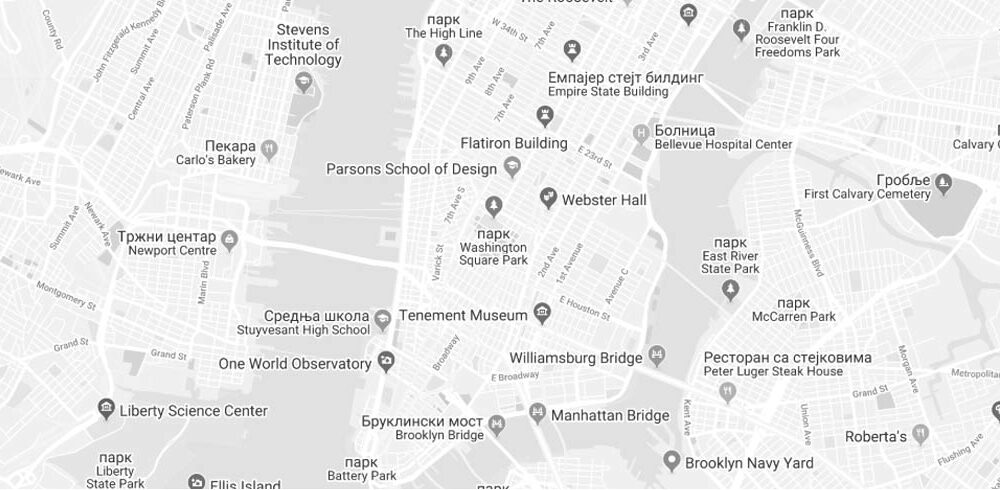 The Roosevelt
County Rd
John Fitzgerald Kennedy Bl
Summit Ave
Palisade Ave
Central Ave
Paterson Plank Rd
Stevens
Institute of
Technology
парк
The High Line
W 34th St
7th Ave
3rd Ave
парк
Franklin D.
Roosevelt Four
Freedoms Park
9th Ave
8th Ave
7th Ave
Емпајер стејт билдинг
Empire State Building
Пекара
Carlo's Bakery
Flatiron Building
E 23rd St
Болница
Bellevue Hospital Center
Calvary C
Parsons School of Design
7th Ave S
Webster Hall
Гробље
First Calvary Cemetery
ewark Ave
Newark Ave
Summit Ave
Тржни центар
Newport Centre
Marin Blvd
Varick St
парк
Washington
Square Park
2nd Ave
1st Avenue
Avenue C
McGuinness Blvd
парк
East River
State Park
Montgomery St
Средња школа
Stuyvesant High School
Tenement Museum
E Houston St
парк
McCarren Park
Grand St
Grand St
One World Observatory
Broadway
E Broadway
Williamsburg Bridge
Ресторан са стејковима
Peter Luger Steak House
Morgan Ave
Metropolitan
Grand St
Liberty Science Center
Бруклински мост
Brooklyn Bridge
Manhattan Bridge
Kent Ave
Union Ave
Roberta's
Flushing Ave
парк
Liberty
State Park
Ellis Island
парк
Battery Park
парк
Brooklyn Navy Yard